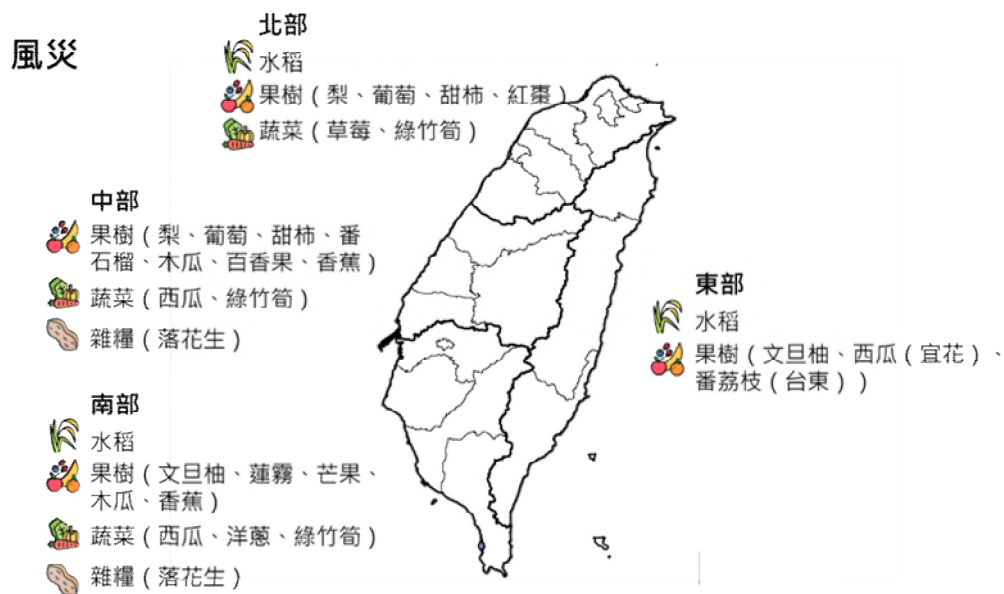 風災
北部
水稻
果樹（梨、葡萄、甜柿、紅棗）
蔬菜（草莓、綠竹筍）
中部
果樹（梨、葡萄、甜柿、番
石榴、木瓜、百香果、香蕉）
蔬菜（西瓜、綠竹筍）
雜糧（落花生）
南部
水稻
果樹（文旦柚、蓮霧、芒果、
木瓜、香蕉）
蔬菜（西瓜、洋蔥、綠竹筍）
雜糧（落花生）
東部
水稻
果樹（文旦柚、西瓜（宜花）、
番荔枝（台東））